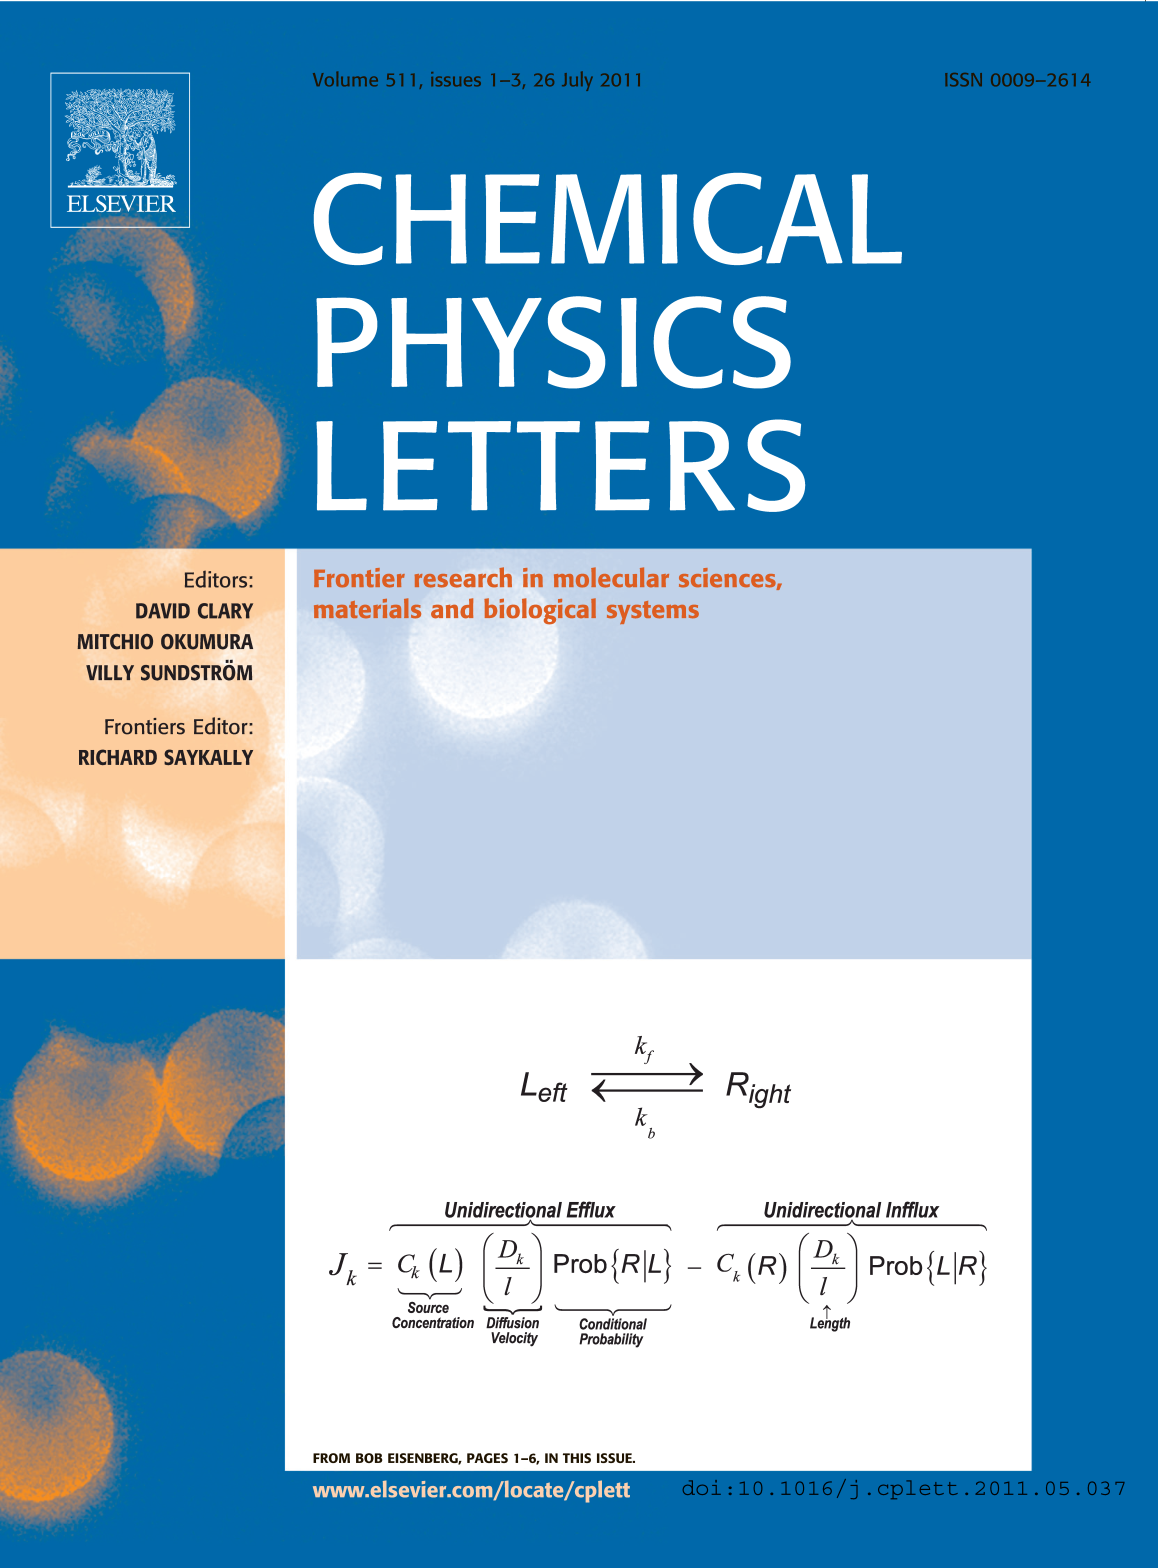 Volume 511, issues 1–3, 26 July 2011
ISSN 0009–2614
ELSEVIER
CHEMICAL
PHYSICS
LETTERS
Editors:
DAVID CLARY
MITCHIO OKUMURA
VILLY SUNDSTRÖM
Frontiers Editor:
RICHARD SAYKALLY
Frontier research in molecular sciences,
materials and biological systems
k_f
L_eft ⇄ R_ight
k_b
Unidirectional Efflux Unidirectional Infflux
J_k = C_k (L) (D_k / l) Prob{R|L} − C_k (R) (D_k / l) Prob{L|R}
Source
Concentration
Diffusion
Velocity
Conditional
Probability
↑
Length
FROM BOB EISENBERG, PAGES 1–6, IN THIS ISSUE.
www.elsevier.com/locate/cplett
doi:10.1016/j.cplett.2011.05.037